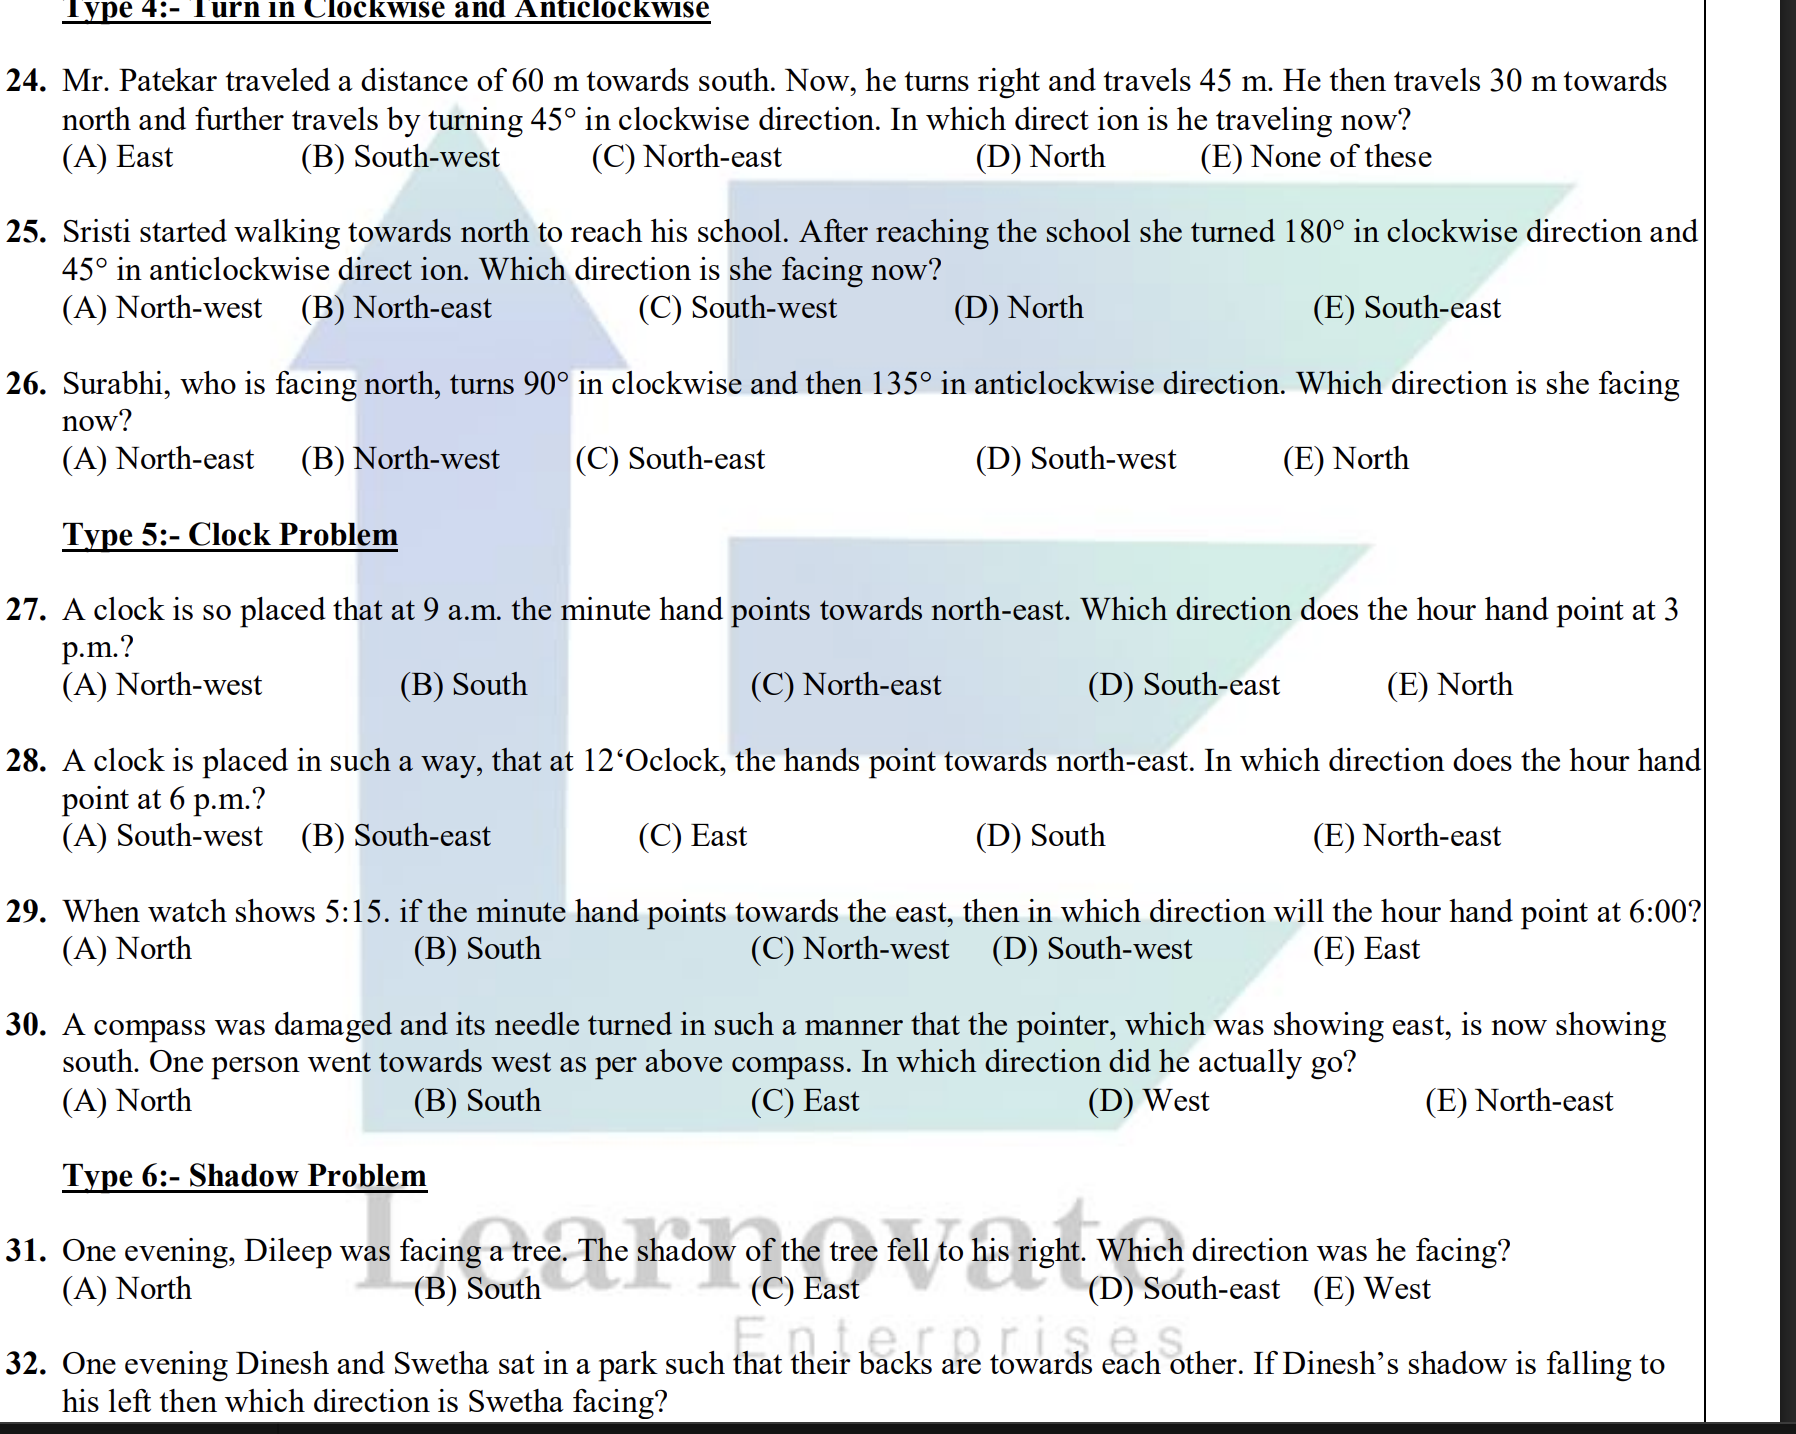 Type 4:- Turn in Clockwise and Anticlockwise
24. Mr. Patekar traveled a distance of 60 m towards south. Now, he turns right and travels 45 m. He then travels 30 m towards
north and further travels by turning 45° in clockwise direction. In which direct ion is he traveling now?
(A) East (B) South-west (C) North-east (D) North (E) None of these
25. Sristi started walking towards north to reach his school. After reaching the school she turned 180° in clockwise direction and
45° in anticlockwise direct ion. Which direction is she facing now?
(A) North-west (B) North-east (C) South-west (D) North (E) South-east
26. Surabhi, who is facing north, turns 90° in clockwise and then 135° in anticlockwise direction. Which direction is she facing
now?
(A) North-east (B) North-west (C) South-east (D) South-west (E) North
Type 5:- Clock Problem
27. A clock is so placed that at 9 a.m. the minute hand points towards north-east. Which direction does the hour hand point at 3
p.m.?
(A) North-west (B) South (C) North-east (D) South-east (E) North
28. A clock is placed in such a way, that at 12‘Oclock, the hands point towards north-east. In which direction does the hour hand
point at 6 p.m.?
(A) South-west (B) South-east (C) East (D) South (E) North-east
29. When watch shows 5:15. if the minute hand points towards the east, then in which direction will the hour hand point at 6:00?
(A) North (B) South (C) North-west (D) South-west (E) East
30. A compass was damaged and its needle turned in such a manner that the pointer, which was showing east, is now showing
south. One person went towards west as per above compass. In which direction did he actually go?
(A) North (B) South (C) East (D) West (E) North-east
Type 6:- Shadow Problem
Learnovate
Enterprises
31. One evening, Dileep was facing a tree. The shadow of the tree fell to his right. Which direction was he facing?
(A) North (B) South (C) East (D) South-east (E) West
32. One evening Dinesh and Swetha sat in a park such that their backs are towards each other. If Dinesh’s shadow is falling to
his left then which direction is Swetha facing?